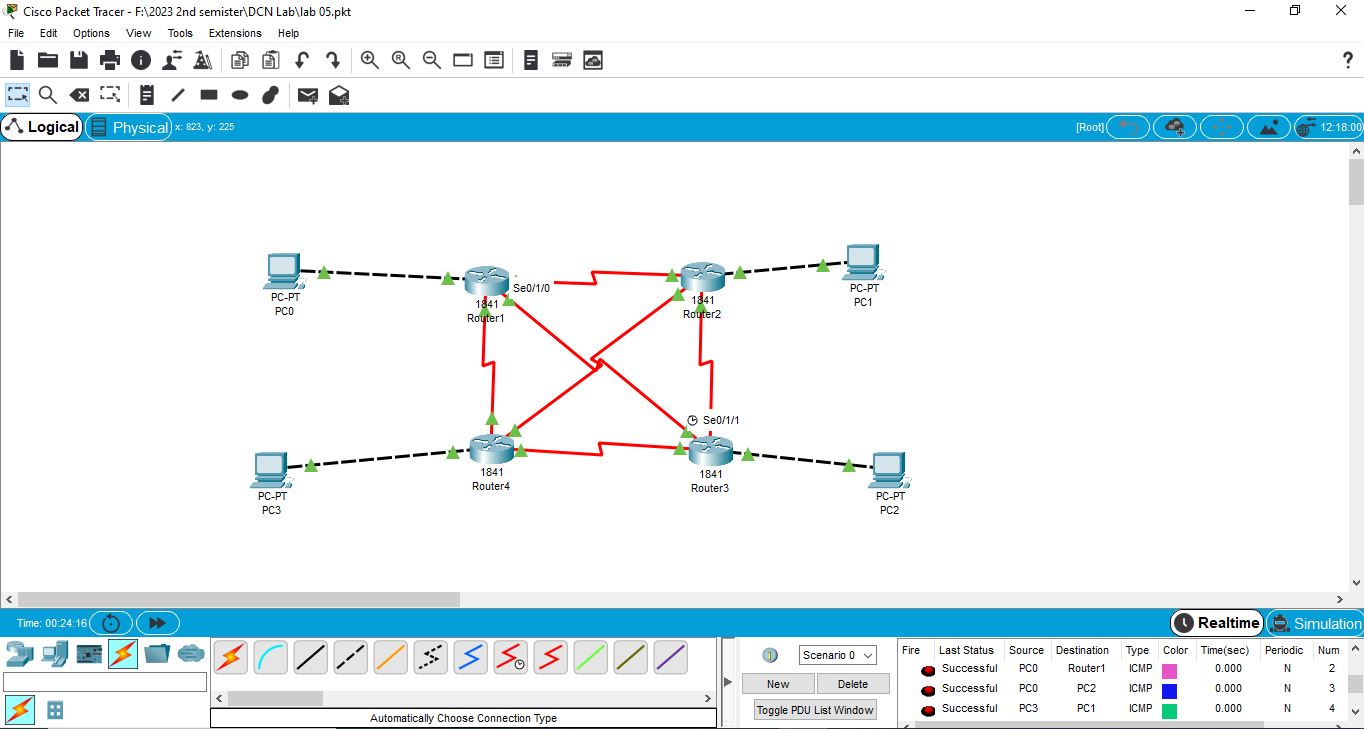 Cisco Packet Tracer - F:\2023 2nd semister\DCN Lab\lab 05.pkt
File Edit Options View Tools Extensions Help
?
Logical Physical x: 823, y: 225 [Root] 12:18:00
PC-PT
PC0
Se0/1/0
1841
Router1
1841
Router2
PC-PT
PC1
Se0/1/1
PC-PT
PC3
1841
Router4
1841
Router3
PC-PT
PC2
Time: 00:24:16 Realtime Simulation
Scenario 0
New Delete
Toggle PDU List Window
Automatically Choose Connection Type
Fire Last Status Source Destination Type Color Time(sec) Periodic Num
Successful PC0 Router1 ICMP 0.000 N 2
Successful PC0 PC2 ICMP 0.000 N 3
Successful PC3 PC1 ICMP 0.000 N 4